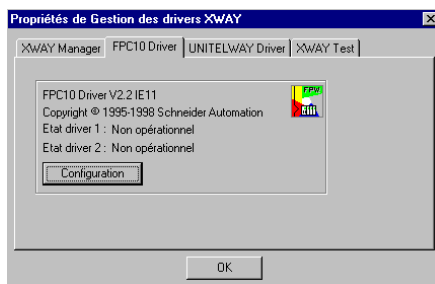 Propriétés de Gestion des drivers XWAY
XWAY Manager FPC10 Driver UNITELWAY Driver XWAY Test
FPC10 Driver V2.2 IE11
FPW
Copyright © 1995-1998 Schneider Automation
Etat driver 1 : Non opérationnel
Etat driver 2 : Non opérationnel
Configuration
OK